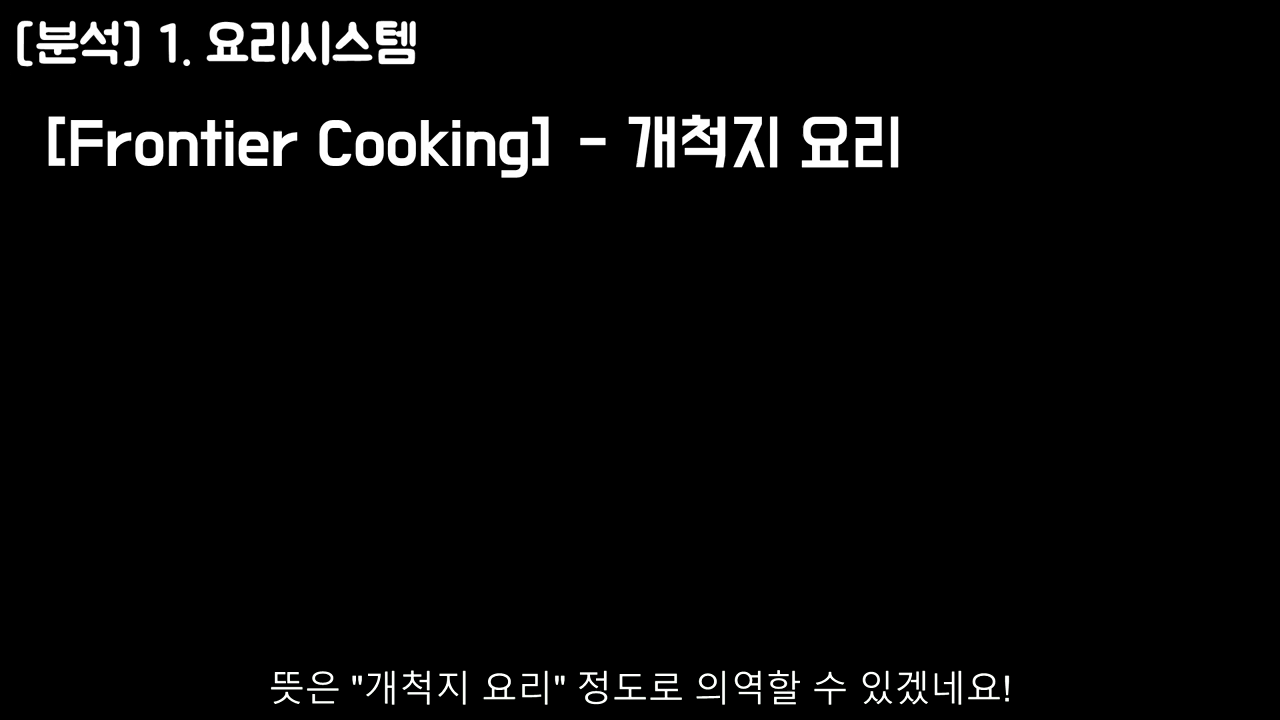 [분석] 1. 요리시스템
[Frontier Cooking] - 개척지 요리
뜻은 "개척지 요리" 정도로 의역할 수 있겠네요!